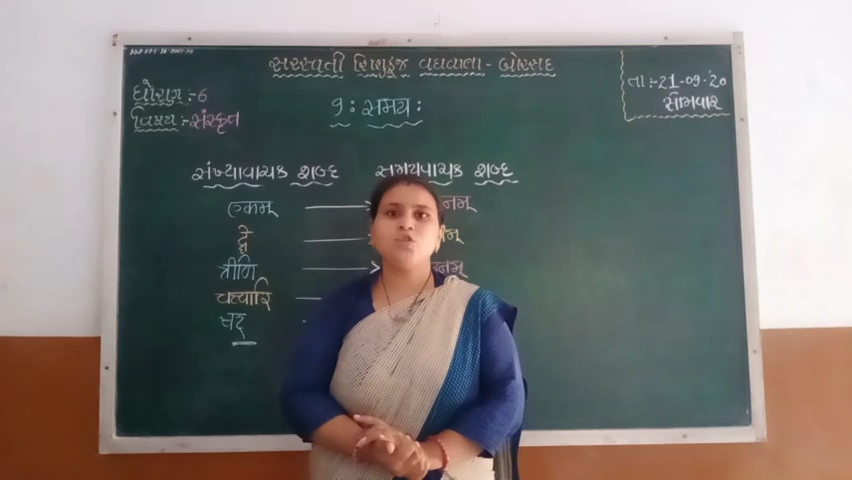 સરસ્વતી શિશુકુંજ વઘવાલા - બોરસદ
તા :- 21-09-'20
સોમવાર
ધોરણ :- 6
વિષય :- સંસ્કૃત
૧ : સમય :
સંખ્યાવાચક શબ્દ સમયવાચક શબ્દ
एकम्
द्वे
त्रीणि
चत्वारि
षट्